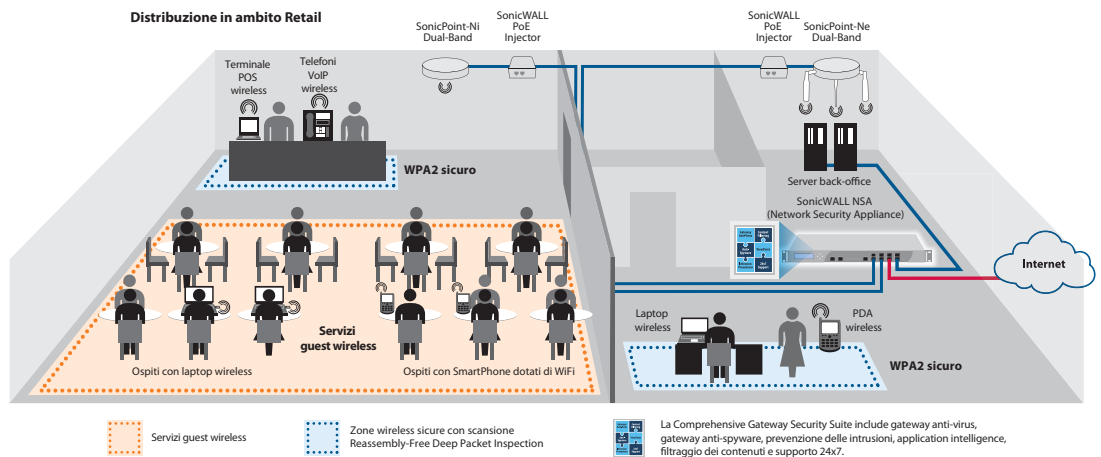 Distribuzione in ambito Retail
SonicPoint-Ni
Dual-Band
SonicWALL
PoE
Injector
SonicWALL
PoE
Injector
SonicPoint-Ne
Dual-Band
Terminale
POS
wireless
Telefoni
VoIP
wireless
WPA2 sicuro
Server back-office
SonicWALL NSA
(Network Security Appliance)
Internet
Servizi
guest wireless
Ospiti con laptop wireless
Ospiti con SmartPhone dotati di WiFi
Laptop
wireless
PDA
wireless
WPA2 sicuro
Servizi guest wireless
Zone wireless sicure con scansione
Reassembly-Free Deep Packet Inspection
La Comprehensive Gateway Security Suite include gateway anti-virus,
gateway anti-spyware, prevenzione delle intrusioni, application intelligence,
filtraggio dei contenuti e supporto 24x7.